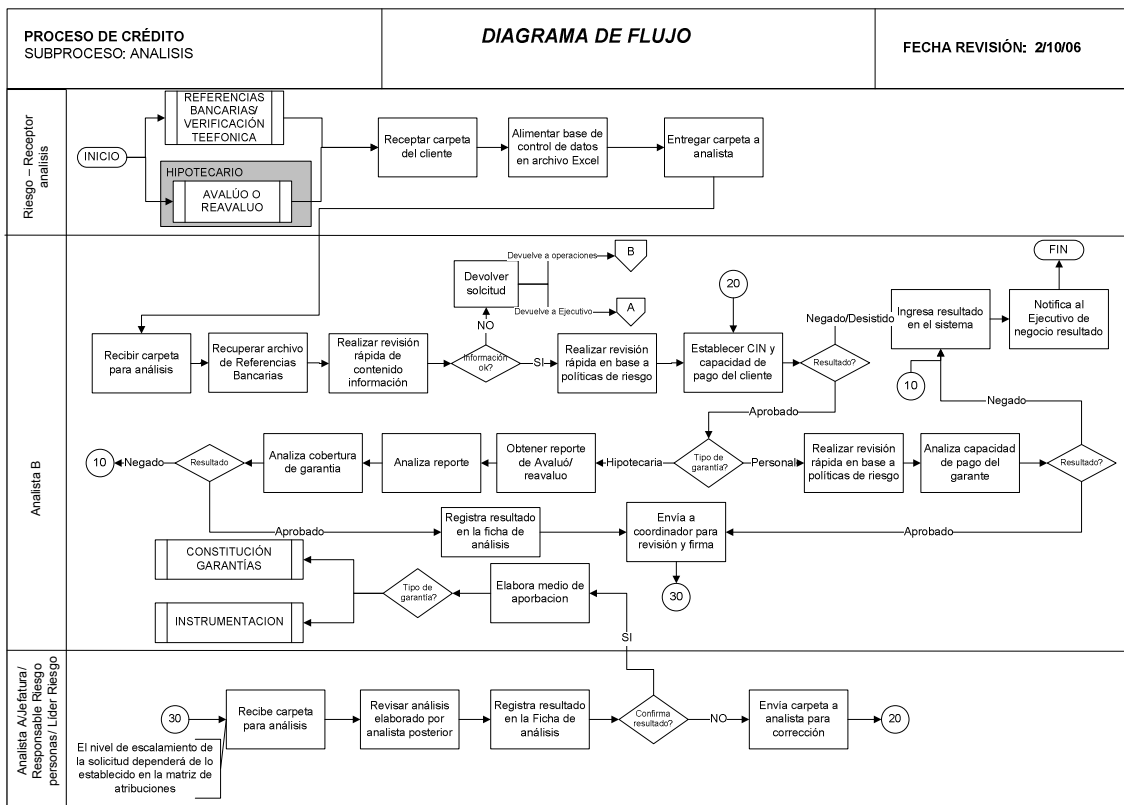 PROCESO DE CRÉDITO
SUBPROCESO: ANALISIS
DIAGRAMA DE FLUJO
FECHA REVISIÓN: 2/10/06
Riesgo – Receptor
analisis
INICIO
REFERENCIAS
BANCARIAS/
VERIFICACIÓN
TEEFONICA
HIPOTECARIO
AVALÚO O
REAVALUO
Receptar carpeta
del cliente
Alimentar base de
control de datos
en archivo Excel
Entregar carpeta a
analista
Analista B
Recibir carpeta
para análisis
Recuperar archivo
de Referencias
Bancarias
Realizar revisión
rápida de
contenido
información
Devolver
solcitud
Devuelve a operaciones
B
Devuelve a Ejecutivo
A
NO
Información
ok?
SI
Realizar revisión
rápida en base a
políticas de riesgo
20
Establecer CIN y
capacidad de
pago del cliente
Negado/Desistido
Resultado?
Aprobado
Ingresa resultado
en el sistema
10
FIN
Notifica al
Ejecutivo de
negocio resultado
Negado
10
Negado
Resultado
Analiza cobertura
de garantia
Analiza reporte
Obtener reporte
de Avaluó/
reavaluo
Hipotecaria
Tipo de
garantía?
Personal
Realizar revisión
rápida en base a
políticas de riesgo
Analiza capacidad
de pago del
garante
Resultado?
Aprobado
Registra resultado
en la ficha de
análisis
Envía a
coordinador para
revisión y firma
Aprobado
30
CONSTITUCIÓN
GARANTÍAS
INSTRUMENTACION
Tipo de
garantía?
Elabora medio de
aporbacion
SI
Analista A/Jefatura/
Responsable Riesgo
personas/ Líder Riesgo
30
El nivel de escalamiento de
la solicitud dependerá de lo
establecido en la matriz de
atribuciones
Recibe carpeta
para análisis
Revisar análisis
elaborado por
analista posterior
Registra resultado
en la Ficha de
análisis
Confirma
resultado?
NO
Envía carpeta a
analista para
corrección
20